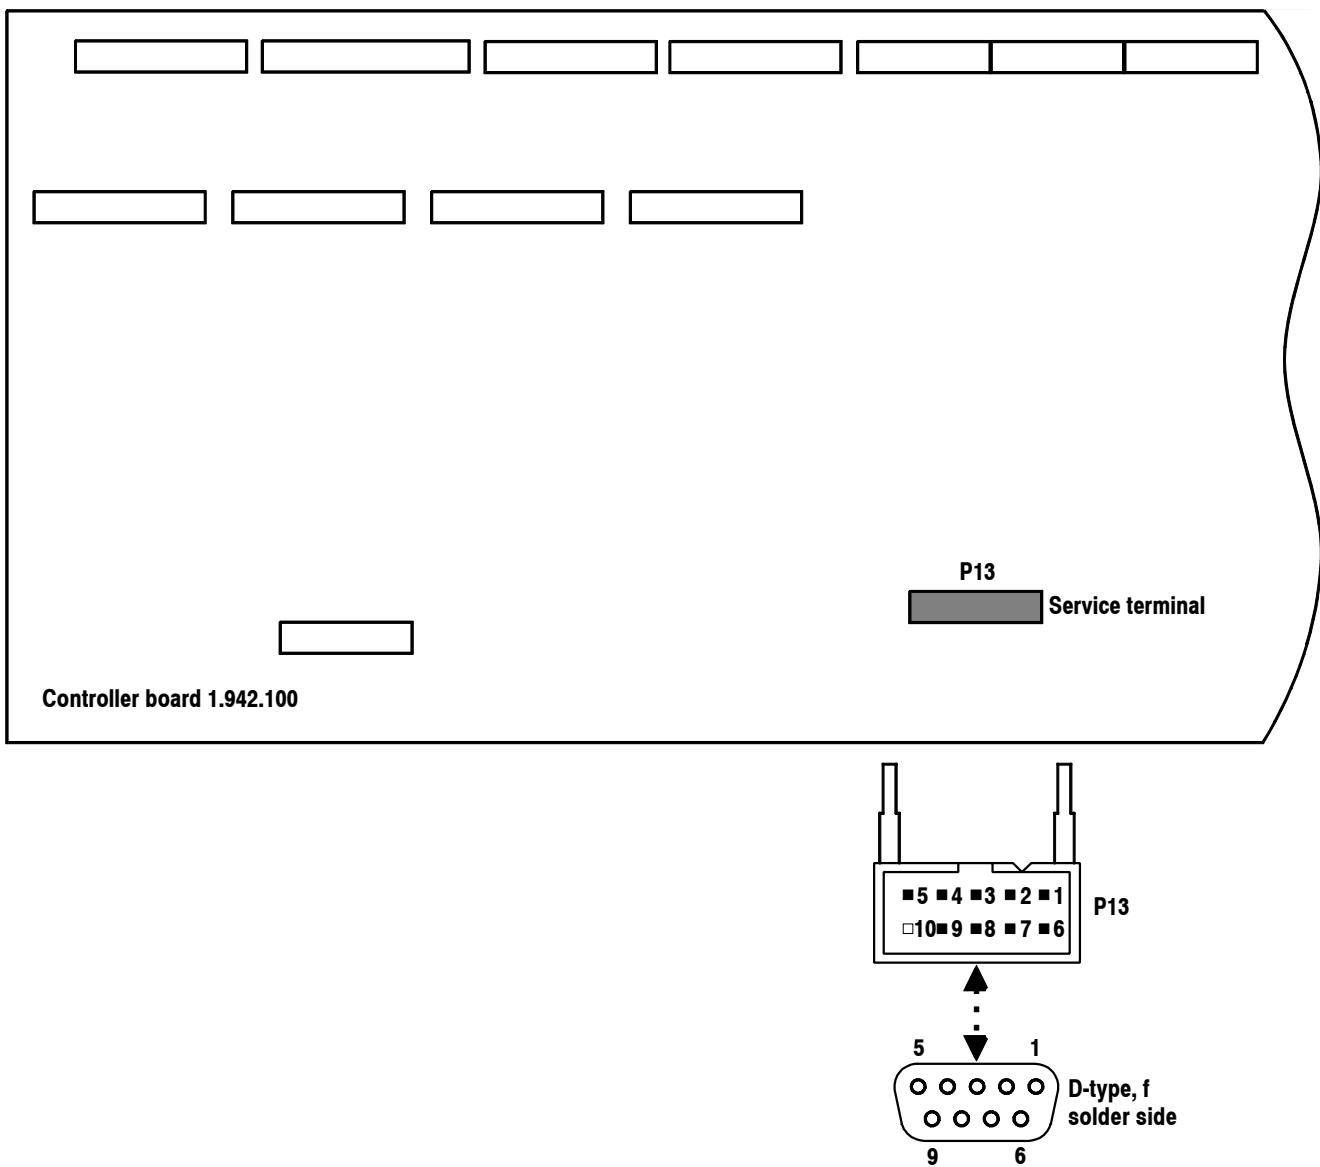 P13
Service terminal
Controller board 1.942.100
5 4 3 2 1
P13
10 9 8 7 6
5 1
D-type, f
solder side
9 6